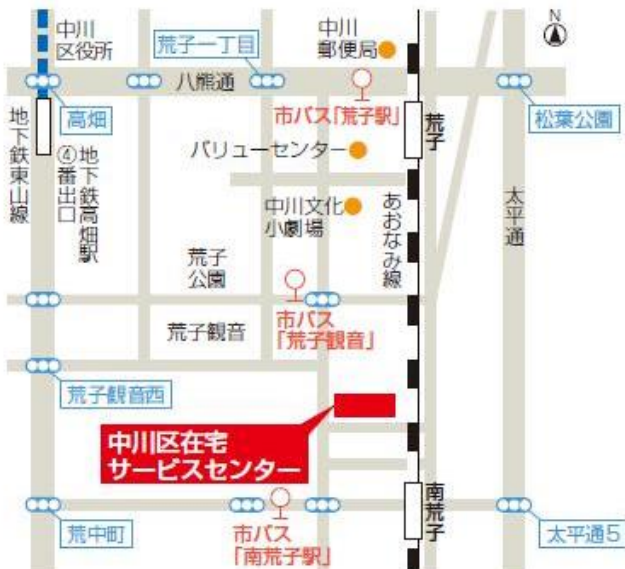 中川
区役所
荒子一丁目
中川
郵便局
N
八熊通
高畑
市バス「荒子駅」
荒子
松葉公園
地下鉄東山線
地下鉄高畑駅
④番出口
バリューセンター
中川文化
小劇場
あおなみ線
太平通
荒子
公園
市バス
「荒子観音」
荒子観音
荒子観音西
中川区在宅
サービスセンター
荒中町
市バス
「南荒子駅」
南荒子
太平通5